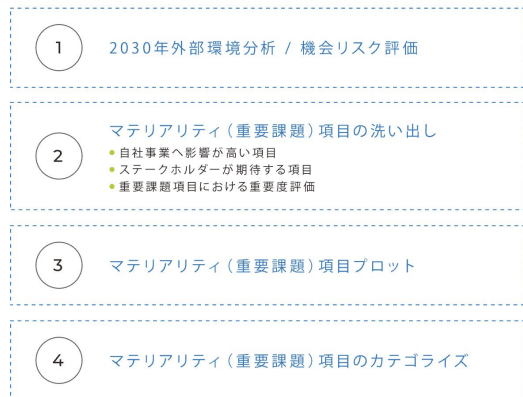 1
2030年外部環境分析 / 機会リスク評価
2
マテリアリティ（重要課題）項目の洗い出し
●自社事業へ影響が高い項目
●ステークホルダーが期待する項目
●重要課題項目における重要度評価
3
マテリアリティ（重要課題）項目プロット
4
マテリアリティ（重要課題）項目のカテゴライズ